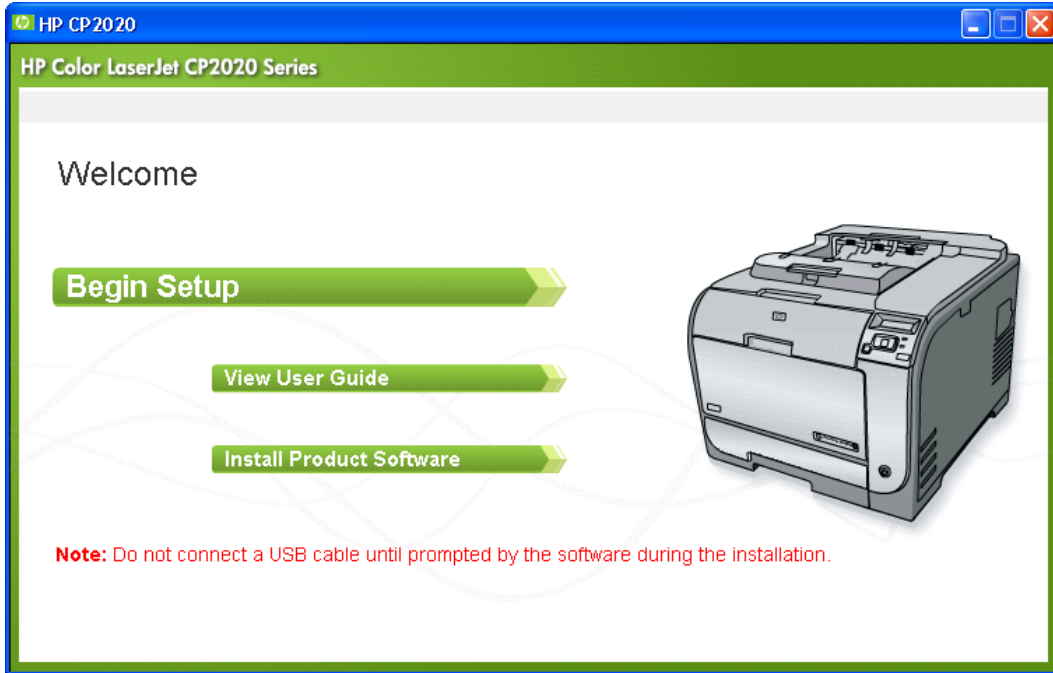 HP CP2020
HP Color LaserJet CP2020 Series
Welcome
Begin Setup
View User Guide
Install Product Software
Note: Do not connect a USB cable until prompted by the software during the installation.